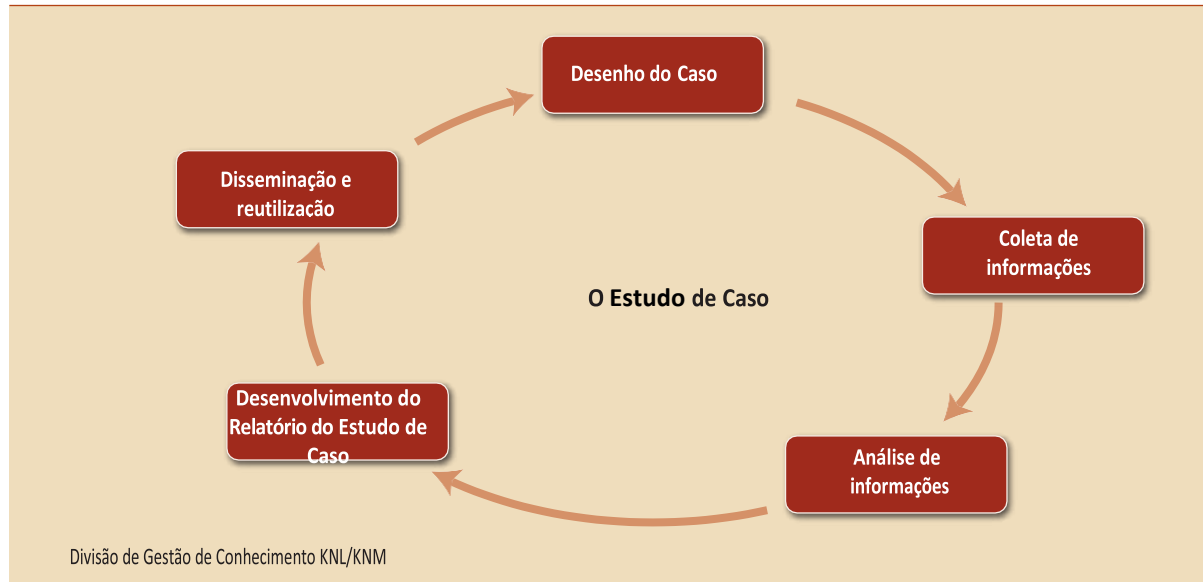 Desenho do Caso
Coleta de
informações
Análise de
informações
Desenvolvimento do
Relatório do Estudo de
Caso
Disseminação e
reutilização
O Estudo de Caso
Divisão de Gestão de Conhecimento KNL/KNM